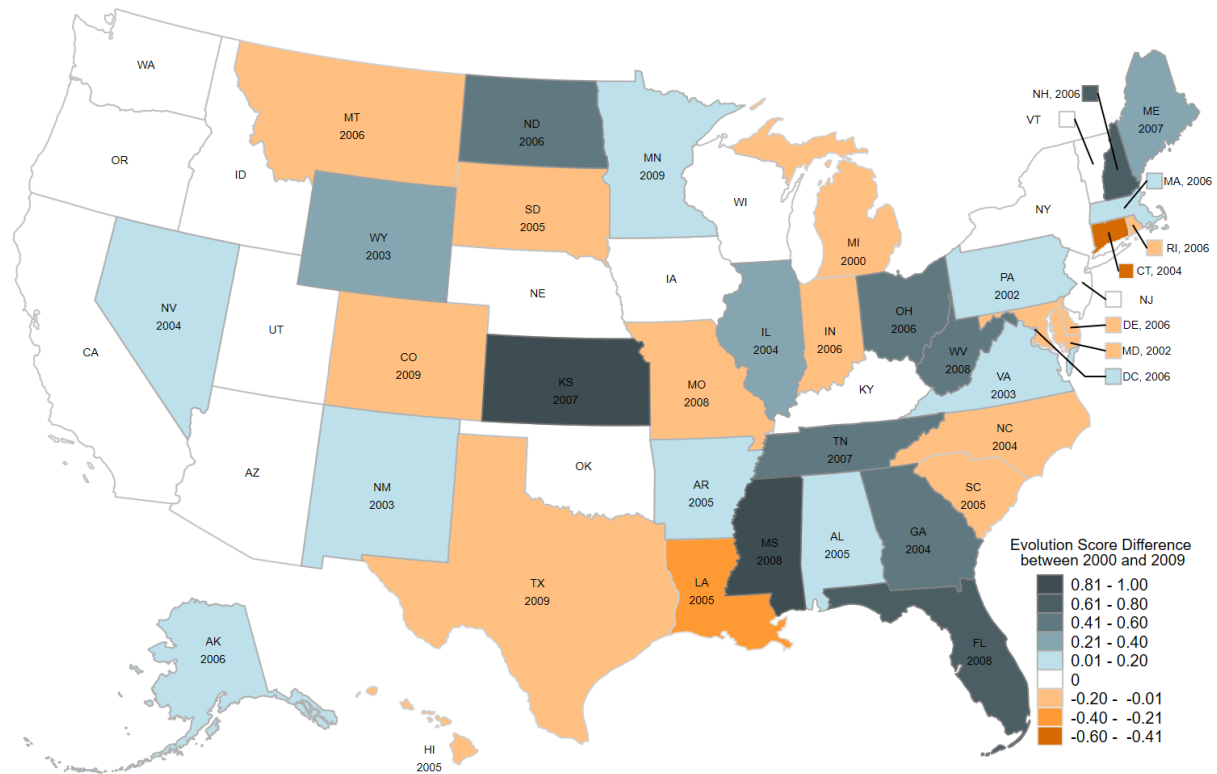 WA
MT
2006
ND
2006
MN
2009
NH, 2006
ME
2007
VT
OR
ID
SD
2005
WI
MA, 2006
NY
WY
2003
MI
2000
RI, 2006
CT, 2004
IA
PA
2002
NE
NJ
NV
2004
UT
OH
2006
IL
2004
IN
2006
DE, 2006
CA
CO
2009
MD, 2002
WV
2008
VA
2003
DC, 2006
KS
2007
MO
2008
KY
NC
2004
TN
2007
AZ
OK
NM
2003
AR
2005
SC
2005
MS
2008
AL
2005
GA
2004
TX
2009
LA
2005
AK
2006
FL
2008
HI
2005
Evolution Score Difference
between 2000 and 2009
0.81 - 1.00
0.61 - 0.80
0.41 - 0.60
0.21 - 0.40
0.01 - 0.20
0
-0.20 - -0.01
-0.40 - -0.21
-0.60 - -0.41